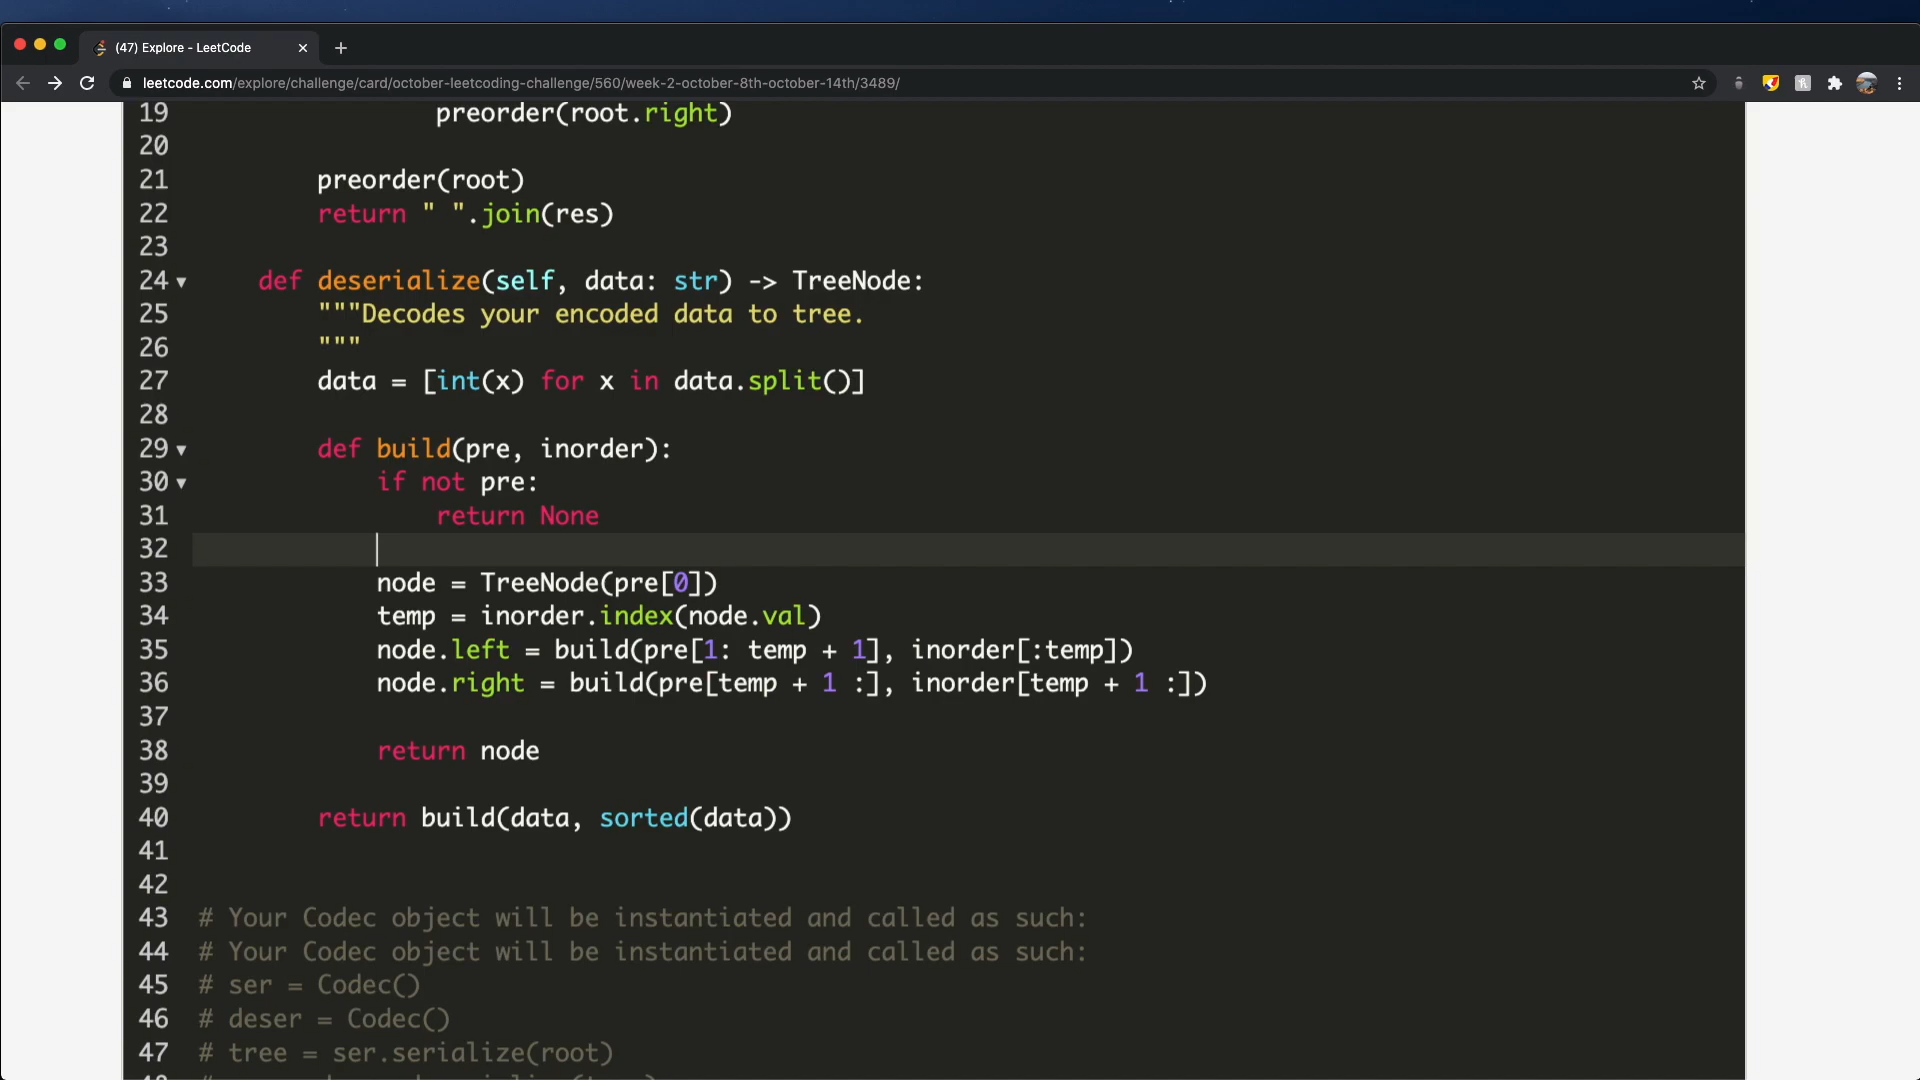 (47) Explore - LeetCode
leetcode.com/explore/challenge/card/october-leetcoding-challenge/560/week-2-october-8th-october-14th/3489/
19 preorder(root.right)
20
21 preorder(root)
22 return " ".join(res)
23
24 def deserialize(self, data: str) -> TreeNode:
25 """Decodes your encoded data to tree.
26 """
27 data = [int(x) for x in data.split()]
28
29 def build(pre, inorder):
30 if not pre:
31 return None
32
33 node = TreeNode(pre[0])
34 temp = inorder.index(node.val)
35 node.left = build(pre[1: temp + 1], inorder[:temp])
36 node.right = build(pre[temp + 1 :], inorder[temp + 1 :])
37
38 return node
39
40 return build(data, sorted(data))
41
42
43 # Your Codec object will be instantiated and called as such:
44 # Your Codec object will be instantiated and called as such:
45 # ser = Codec()
46 # deser = Codec()
47 # tree = ser.serialize(root)